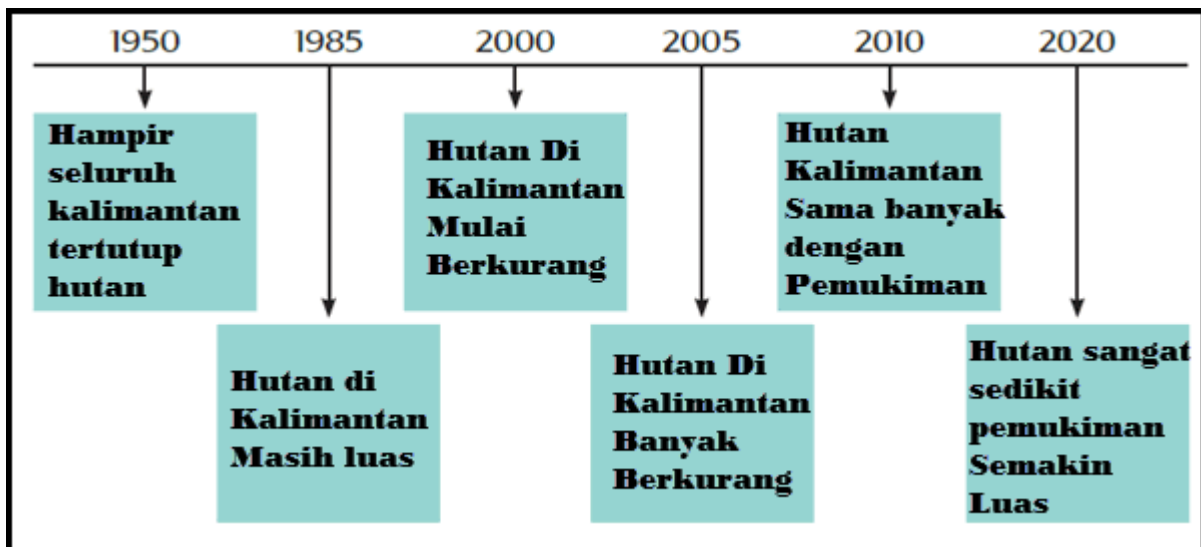 1950 1985 2000 2005 2010 2020
Hampir
seluruh
kalimantan
tertutup
hutan
Hutan di
Kalimantan
Masih luas
Hutan Di
Kalimantan
Mulai
Berkurang
Hutan Di
Kalimantan
Banyak
Berkurang
Hutan
Kalimantan
Sama banyak
dengan
Pemukiman
Hutan sangat
sedikit
pemukiman
Semakin
Luas